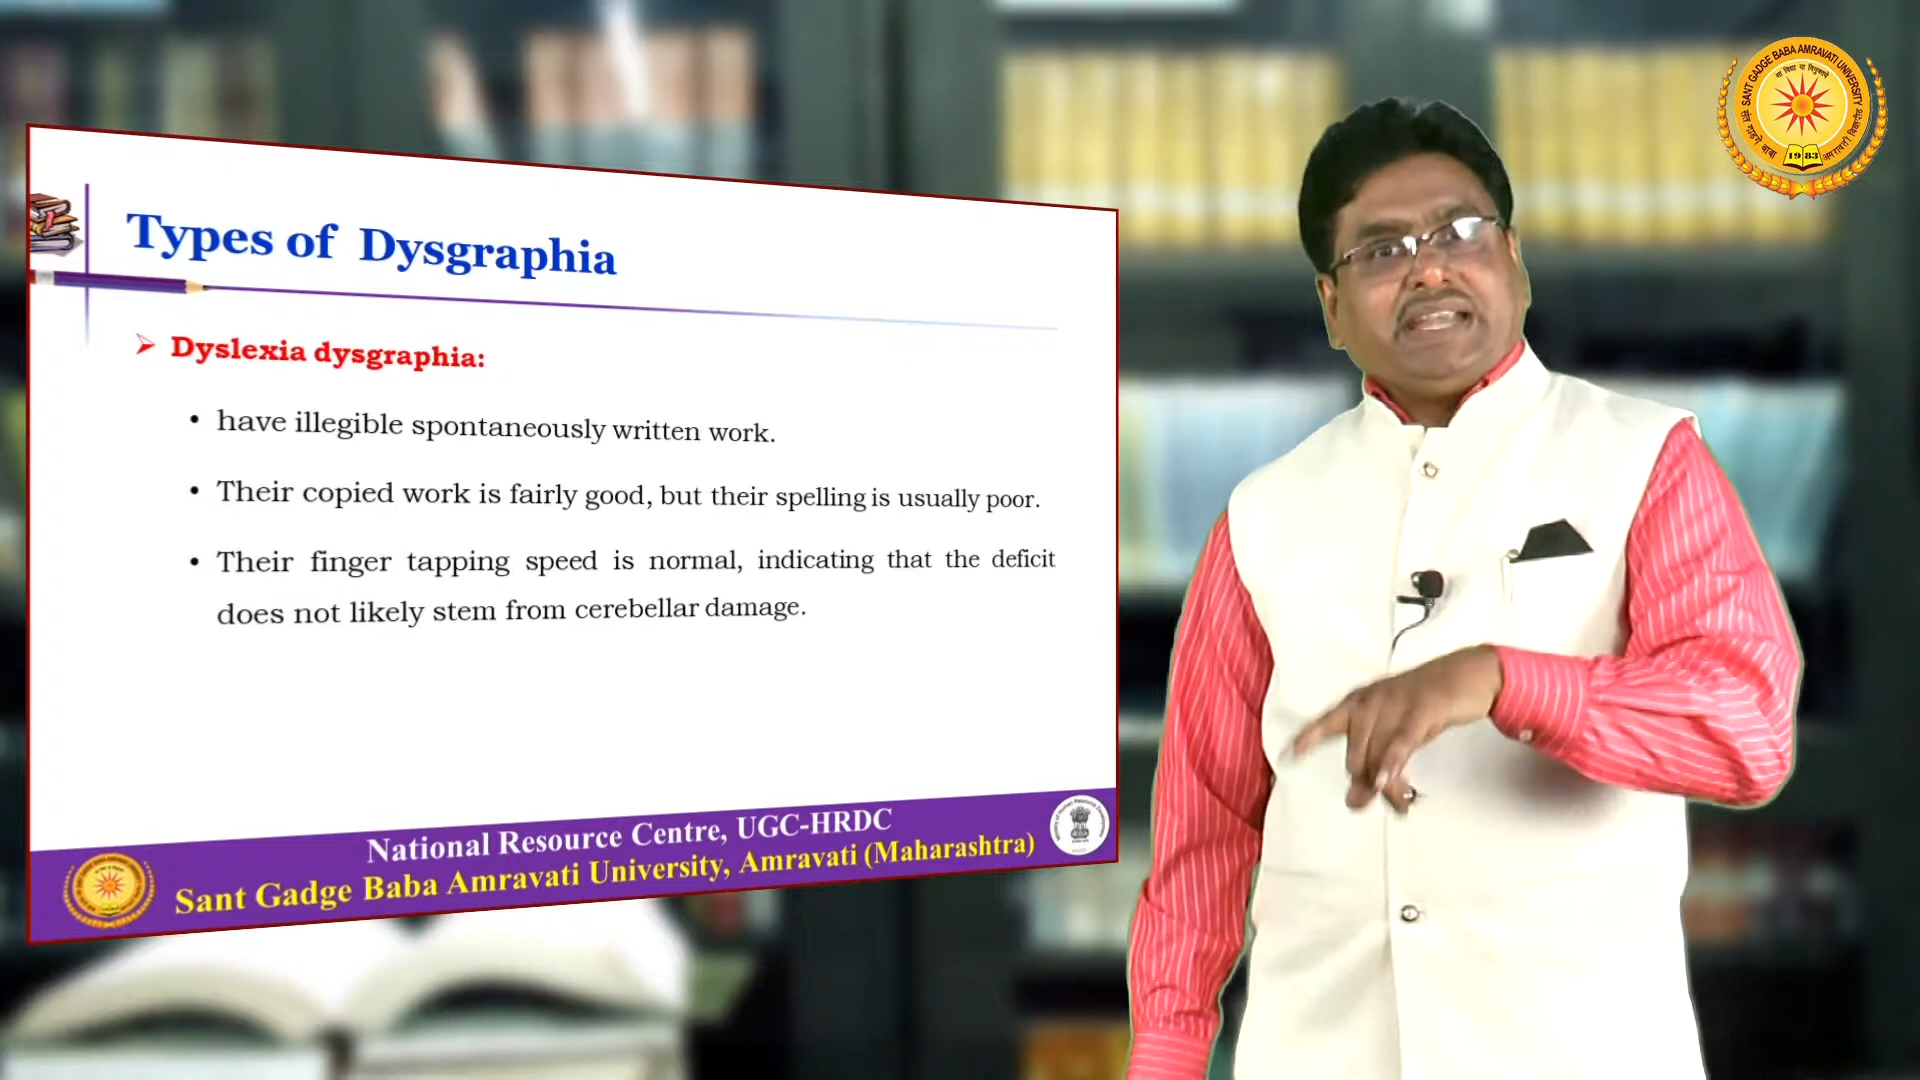 SANT GADGE BABA AMRAVATI UNIVERSITY
1983
Types of Dysgraphia
➢ Dyslexia dysgraphia:
• have illegible spontaneously written work.
• Their copied work is fairly good, but their spelling is usually poor.
• Their finger tapping speed is normal, indicating that the deficit
does not likely stem from cerebellar damage.
National Resource Centre, UGC-HRDC
Sant Gadge Baba Amravati University, Amravati (Maharashtra)